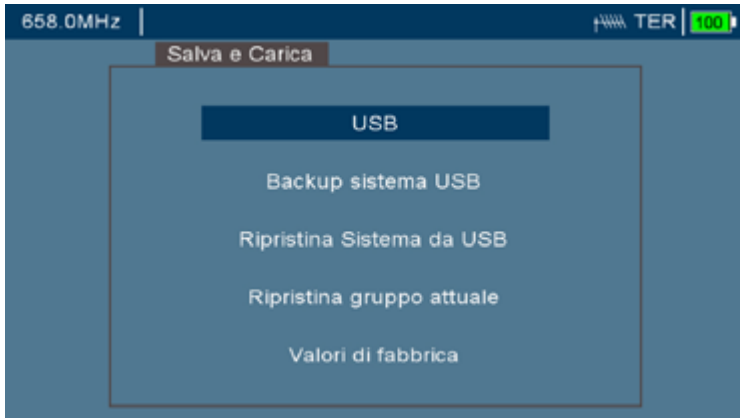 658.0MHz TER 100
Salva e Carica
USB
Backup sistema USB
Ripristina Sistema da USB
Ripristina gruppo attuale
Valori di fabbrica